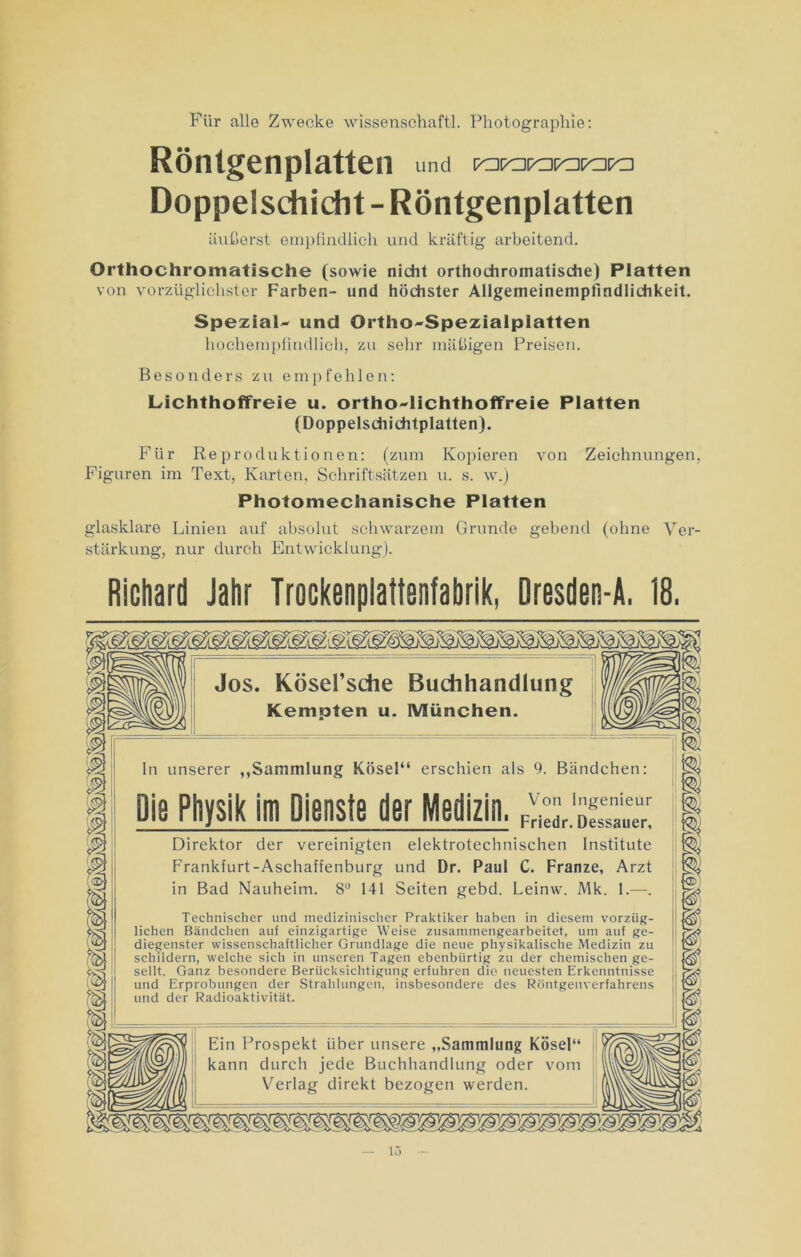 Für alle Zwecke wissenschaftl. Photographie:
Röntgenplatten und
Doppelschicht-Röntgenplatten
äußerst empfindlich und kräftig arbeitend.
Orthochromatische (sowie nicht orthochromatische) Platten
von vorzüglichster Farben- und höchster Allgemeinempfindlichkeit.
Spezial- und Ortho-Spezialplatten
hochempfindlich, zu sehr mäßigen Preisen.
Besonders zu empfehlen:
Lichthoffreie u. ortho-lichthoffreie Platten
(Doppelschichtplatten).
Für Reproduktionen: (zum Kopieren von Zeichnungen,
Figuren im Text, Karten, Schriftsätzen u. s. w.)
Photomechanische Platten
glasklare Linien auf absolut schwarzem Grunde gebend (ohne Ver-
stärkung, nur durch Entwicklung).
Richard Jahr Trockenplattenfabrik, Dresden-A. 18.
Jos. Kösel'sche Buchhandlung
Kempten u. München.
In unserer „Sammlung Kösel“ erschien als 9. Bändchen:
Die Physik im Dienste der Medizin. Von Ingenieur
Friedr. Dessauer,
Direktor der vereinigten elektrotechnischen Institute
Frankfurt-Aschaffenburg und Dr. Paul C. Franze, Arzt
in Bad Nauheim. 8° 141 Seiten gebd. Leinw. Mk. 1.—.
Technischer und medizinischer Praktiker haben in diesem vorzüg-
lichen Bändchen auf einzigartige Weise zusammengearbeitet, um auf ge-
diegenster wissenschaftlicher Grundlage die neue physikalische Medizin zu
schildern, welche sich in unseren Tagen ebenbürtig zu der chemischen ge-
sellt. Ganz besondere Berücksichtigung erfuhren die neuesten Erkenntnisse
und Erprobungen der Strahlungen, insbesondere des Röntgenverfahrens
und der Radioaktivität.
Ein Prospekt über unsere „Sammlung Kösel“
kann durch jede Buchhandlung oder vom
Verlag direkt bezogen werden.
— 15 —